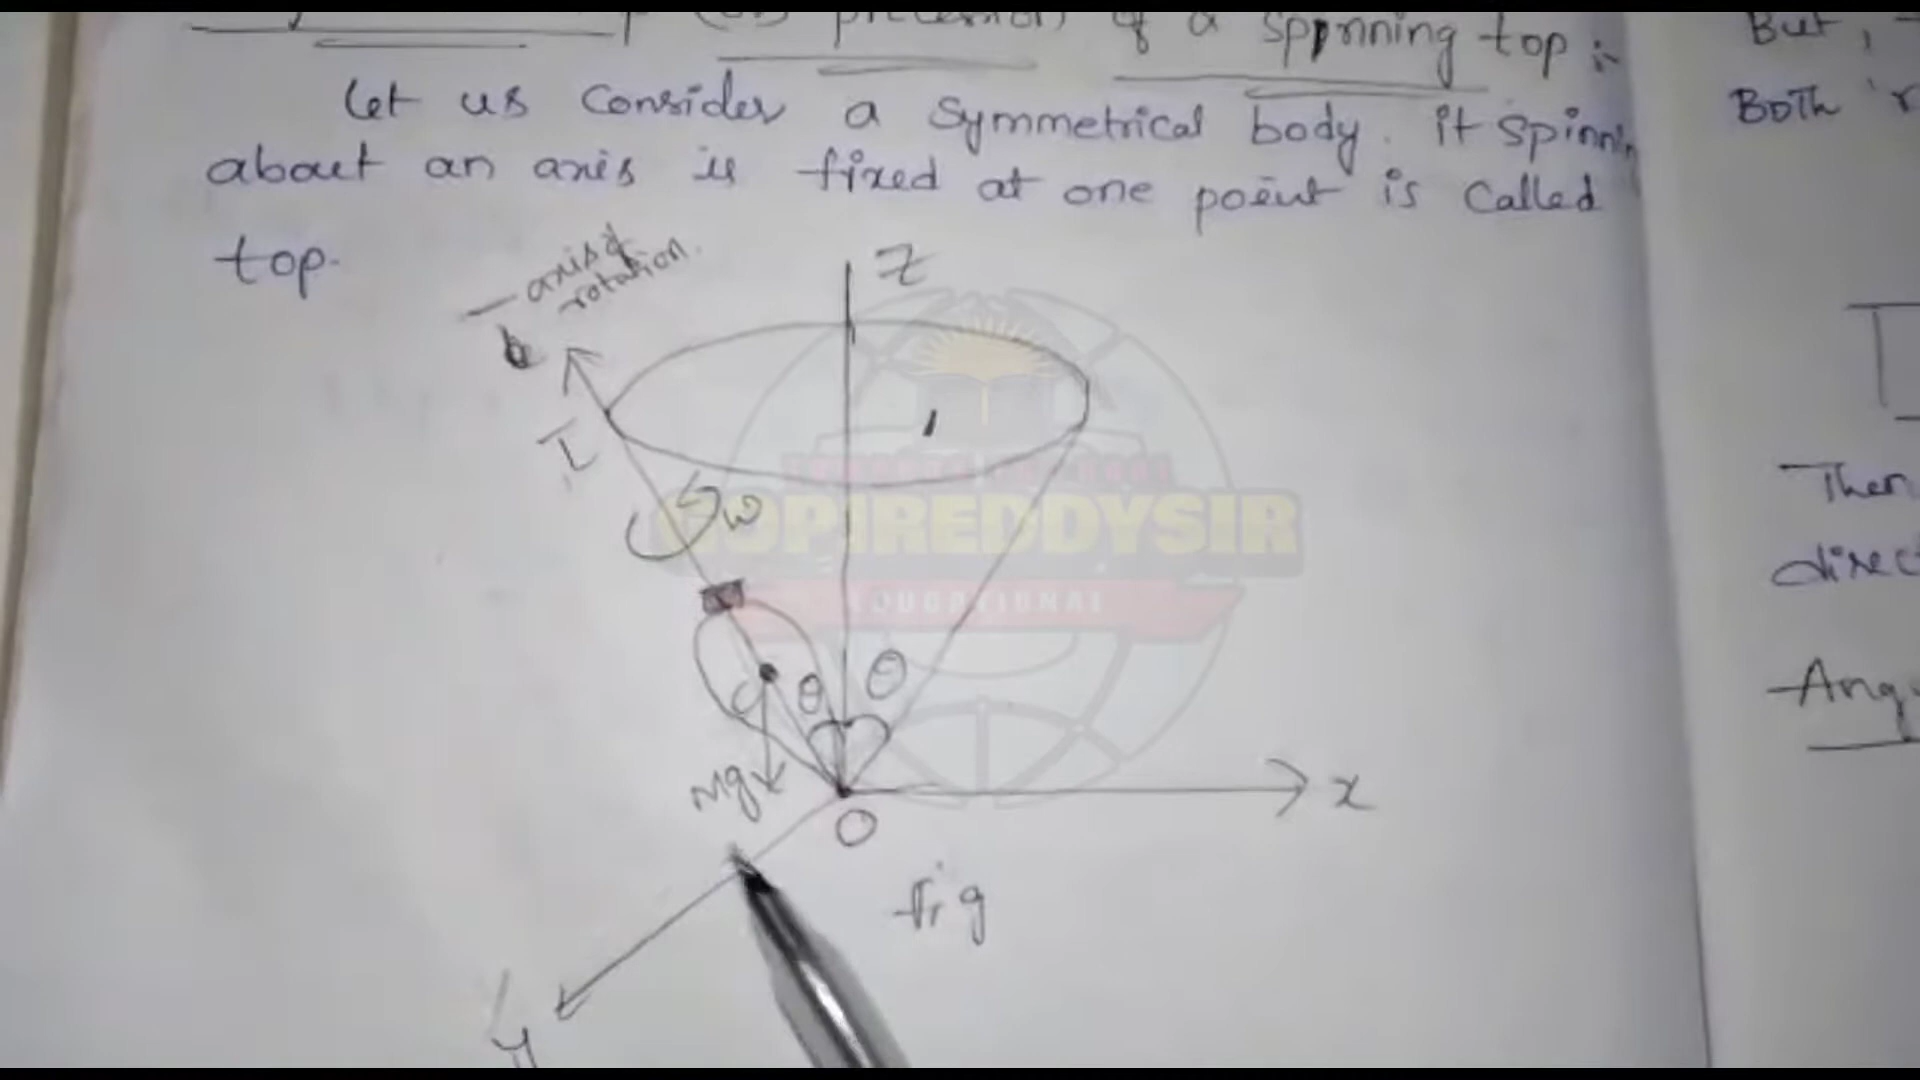 of a spinning top :-
Let us consider a symmetrical body. it spinnin
about an axis is fixed at one point is called
top.
axis of
rotation.
Z
L
ω
GOPIREDDYSIR
EDUCATIONAL
C
θ
θ
Mg
O
x
fig
y
But,
Both
Then
direc
Ang